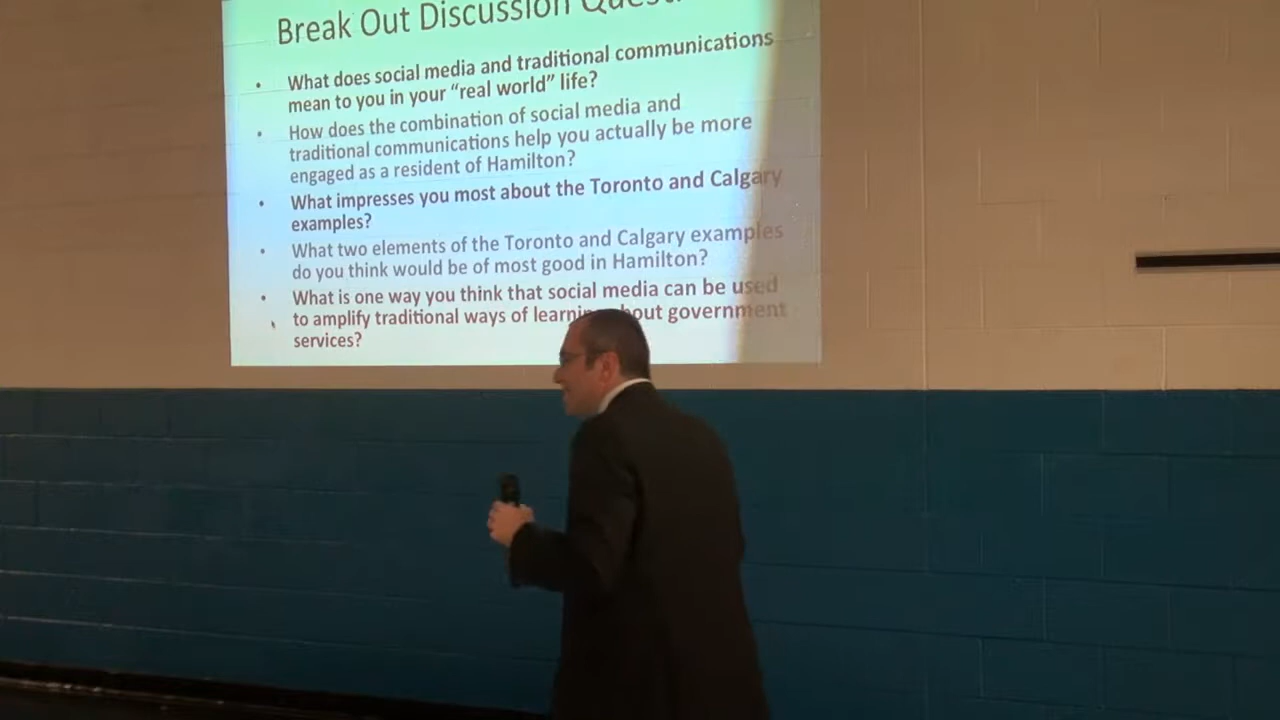 Break Out Discussion
• What does social media and traditional communications
mean to you in your “real world” life?
• How does the combination of social media and
traditional communications help you actually be more
engaged as a resident of Hamilton?
• What impresses you most about the Toronto and Calgary
examples?
• What two elements of the Toronto and Calgary examples
do you think would be of most good in Hamilton?
• What is one way you think that social media can be used
to amplify traditional ways of learning about government
services?